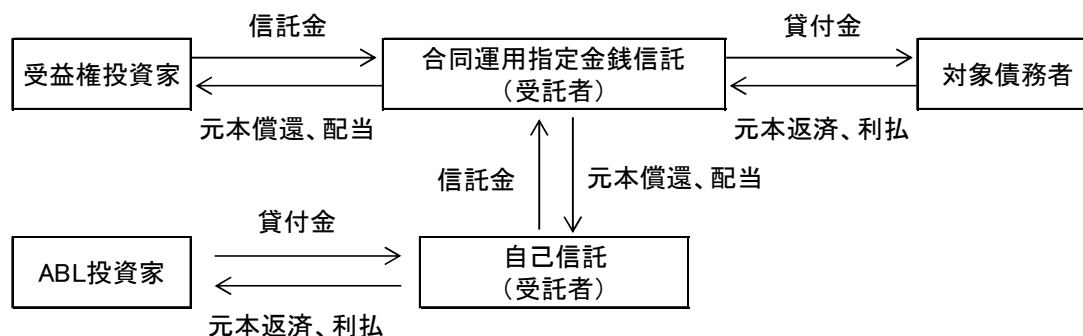 信託金
貸付金
受益権投資家
合同運用指定金銭信託
(受託者)
対象債務者
元本償還、配当
元本返済、利払
信託金
元本償還、配当
貸付金
ABL投資家
自己信託
(受託者)
元本返済、利払